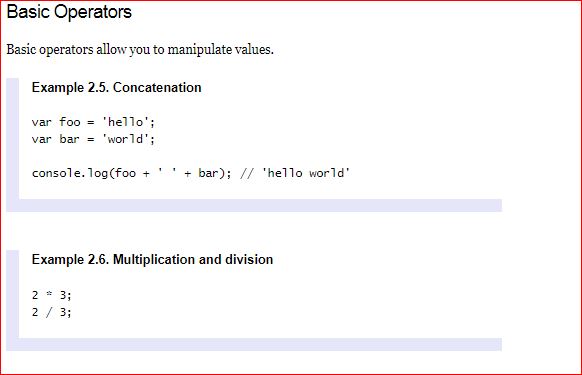 Basic Operators
Basic operators allow you to manipulate values.
Example 2.5. Concatenation
var foo = 'hello';
var bar = 'world';
console.log(foo + ' ' + bar); // 'hello world'
Example 2.6. Multiplication and division
2 * 3;
2 / 3;